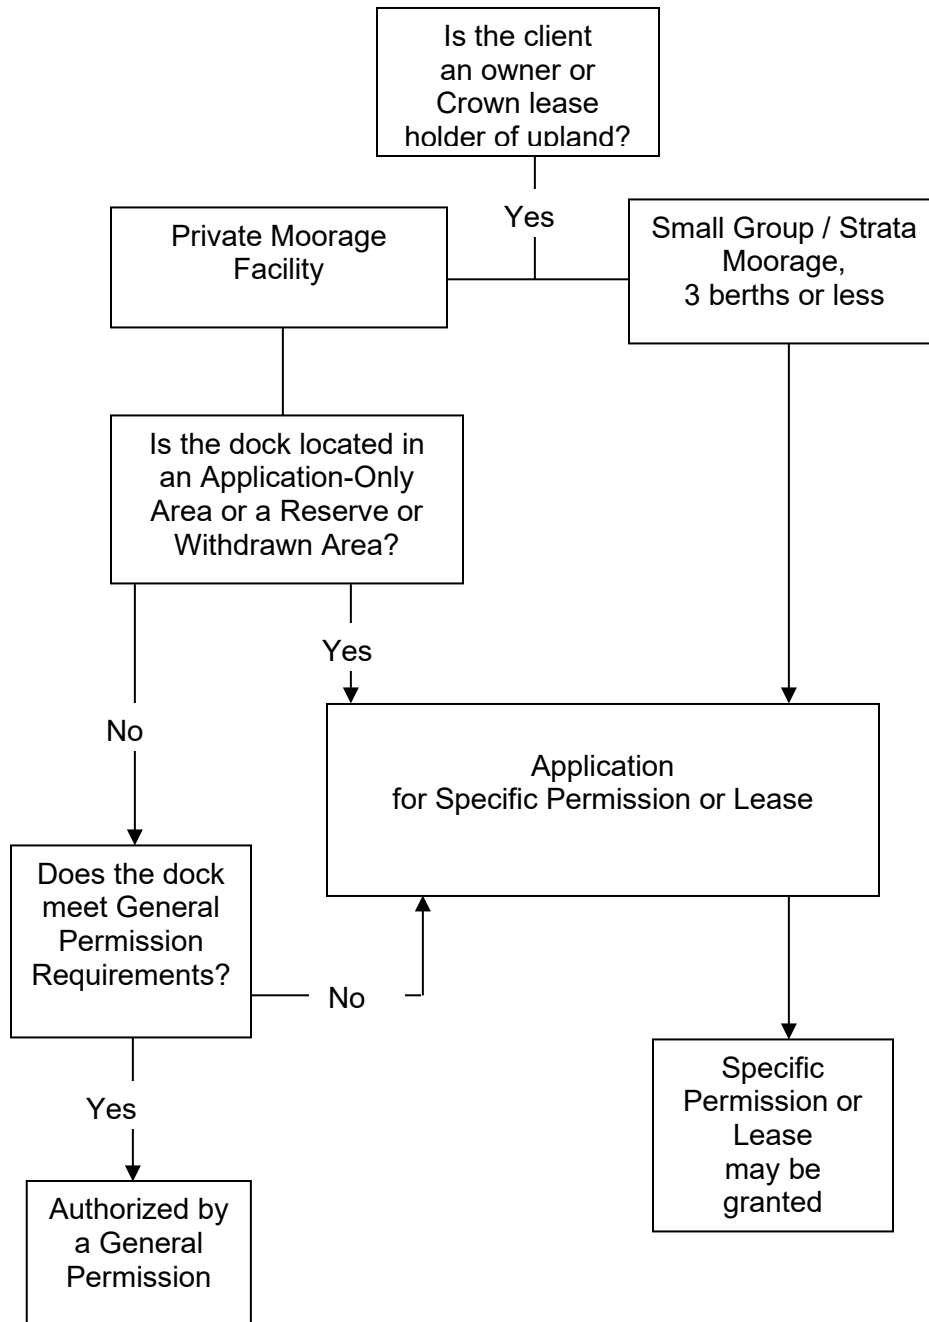 Is the client
an owner or
Crown lease
holder of upland?
Yes
Private Moorage
Facility
Small Group / Strata
Moorage,
3 berths or less
Is the dock located in
an Application-Only
Area or a Reserve or
Withdrawn Area?
Yes
No
Application
for Specific Permission or Lease
Does the dock
meet General
Permission
Requirements?
No
Yes
Specific
Permission or
Lease
may be
granted
Authorized by
a General
Permission